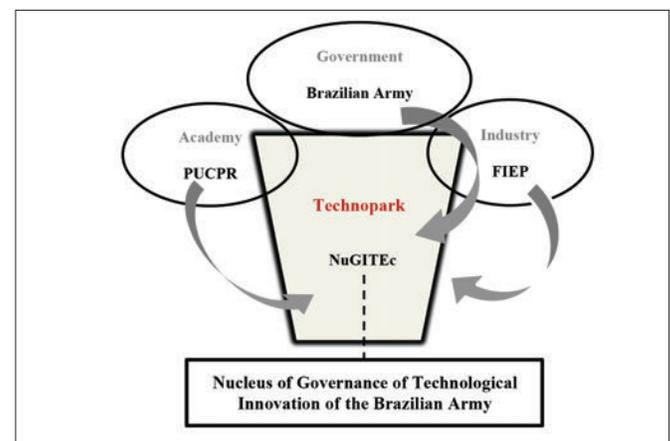 Government
Brazilian Army
Academy
PUCPR
Industry
FIEP
Technopark
NuGITEc
Nucleus of Governance of Technological
Innovation of the Brazilian Army